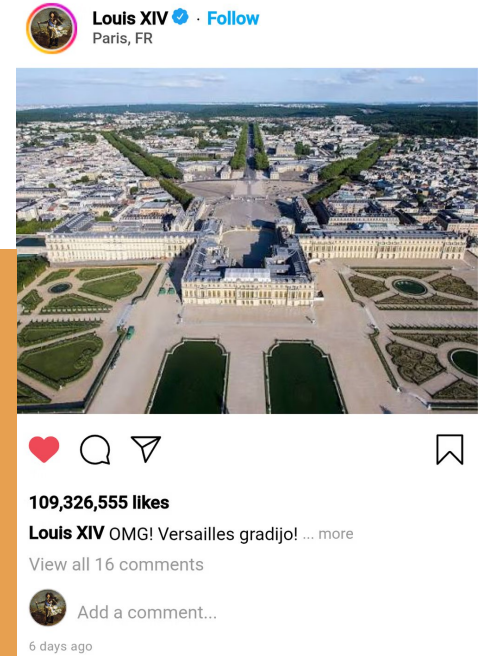 Louis XIV · Follow
Paris, FR
109,326,555 likes
Louis XIV OMG! Versailles gradijo! ... more
View all 16 comments
Add a comment...
6 days ago